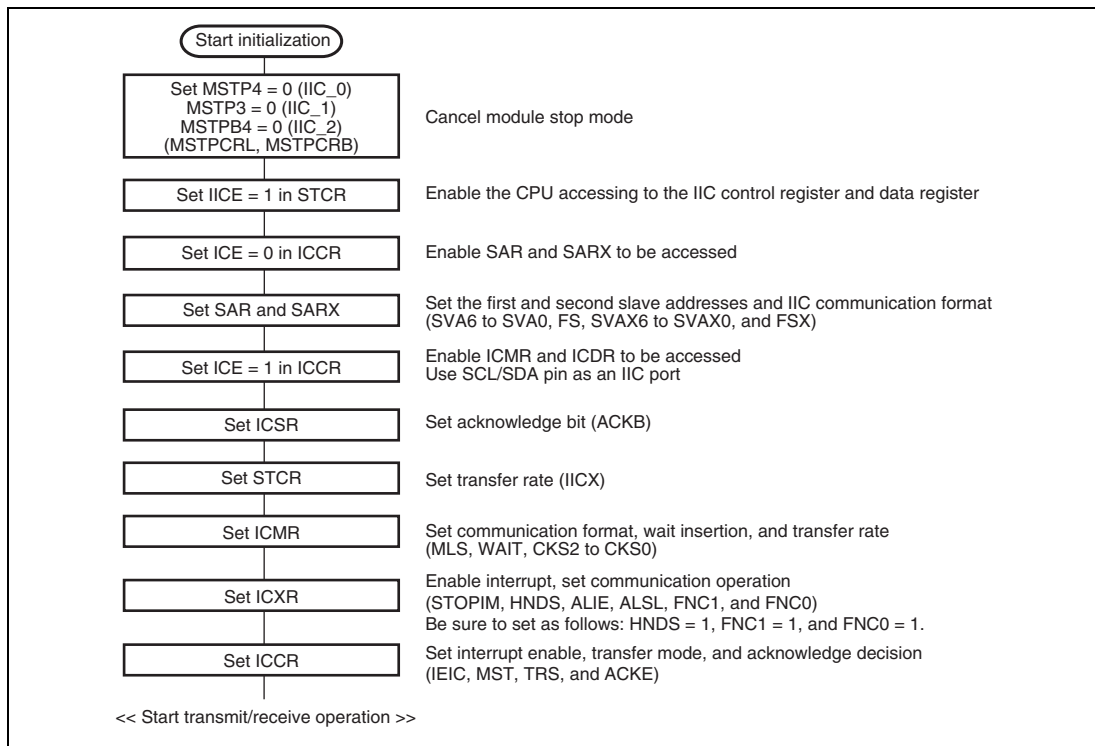 Start initialization
Set MSTP4 = 0 (IIC_0)
MSTP3 = 0 (IIC_1)
MSTPB4 = 0 (IIC_2)
(MSTPCRL, MSTPCRB)
Cancel module stop mode
Set IICE = 1 in STCR
Enable the CPU accessing to the IIC control register and data register
Set ICE = 0 in ICCR
Enable SAR and SARX to be accessed
Set SAR and SARX
Set the first and second slave addresses and IIC communication format
(SVA6 to SVA0, FS, SVAX6 to SVAX0, and FSX)
Set ICE = 1 in ICCR
Enable ICMR and ICDR to be accessed
Use SCL/SDA pin as an IIC port
Set ICSR
Set acknowledge bit (ACKB)
Set STCR
Set transfer rate (IICX)
Set ICMR
Set communication format, wait insertion, and transfer rate
(MLS, WAIT, CKS2 to CKS0)
Set ICXR
Enable interrupt, set communication operation
(STOPIM, HNDS, ALIE, ALSL, FNC1, and FNC0)
Be sure to set as follows: HNDS = 1, FNC1 = 1, and FNC0 = 1.
Set ICCR
Set interrupt enable, transfer mode, and acknowledge decision
(IEIC, MST, TRS, and ACKE)
<< Start transmit/receive operation >>